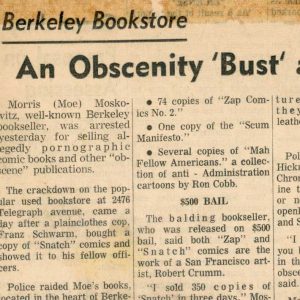 Berkeley Bookstore
An Obscenity 'Bust' a
Morris (Moe) Mosko-
witz, well-known Berkeley
bookseller, was arrested
yesterday for selling al-
legedly pornographic
comic books and other "ob-
scene" publications.
The crackdown on the pop-
ular used bookstore at 2476
Telegraph avenue, came a
day after a plainclothes cop,
Franz Schwarm, bought a
copy of "Snatch" comics and
showed it to his fellow offi-
cers.
Police raided Moe's books,
located in the heart of Berke-
• 74 copies of "Zap Com-
ics No. 2."
• One copy of the "Scum
Manifesto."
• Several copies of "Mah
Fellow Americans," a collec-
tion of anti - Administration
cartoons by Ron Cobb.
$500 BAIL
The balding bookseller,
who was released on $500
bail, said both "Zap" and
"Snatch" comics are the
work of a San Francisco art-
ist, Robert Crumm.
"I sold 350 copies of
"Snatch" in three days," Mos-